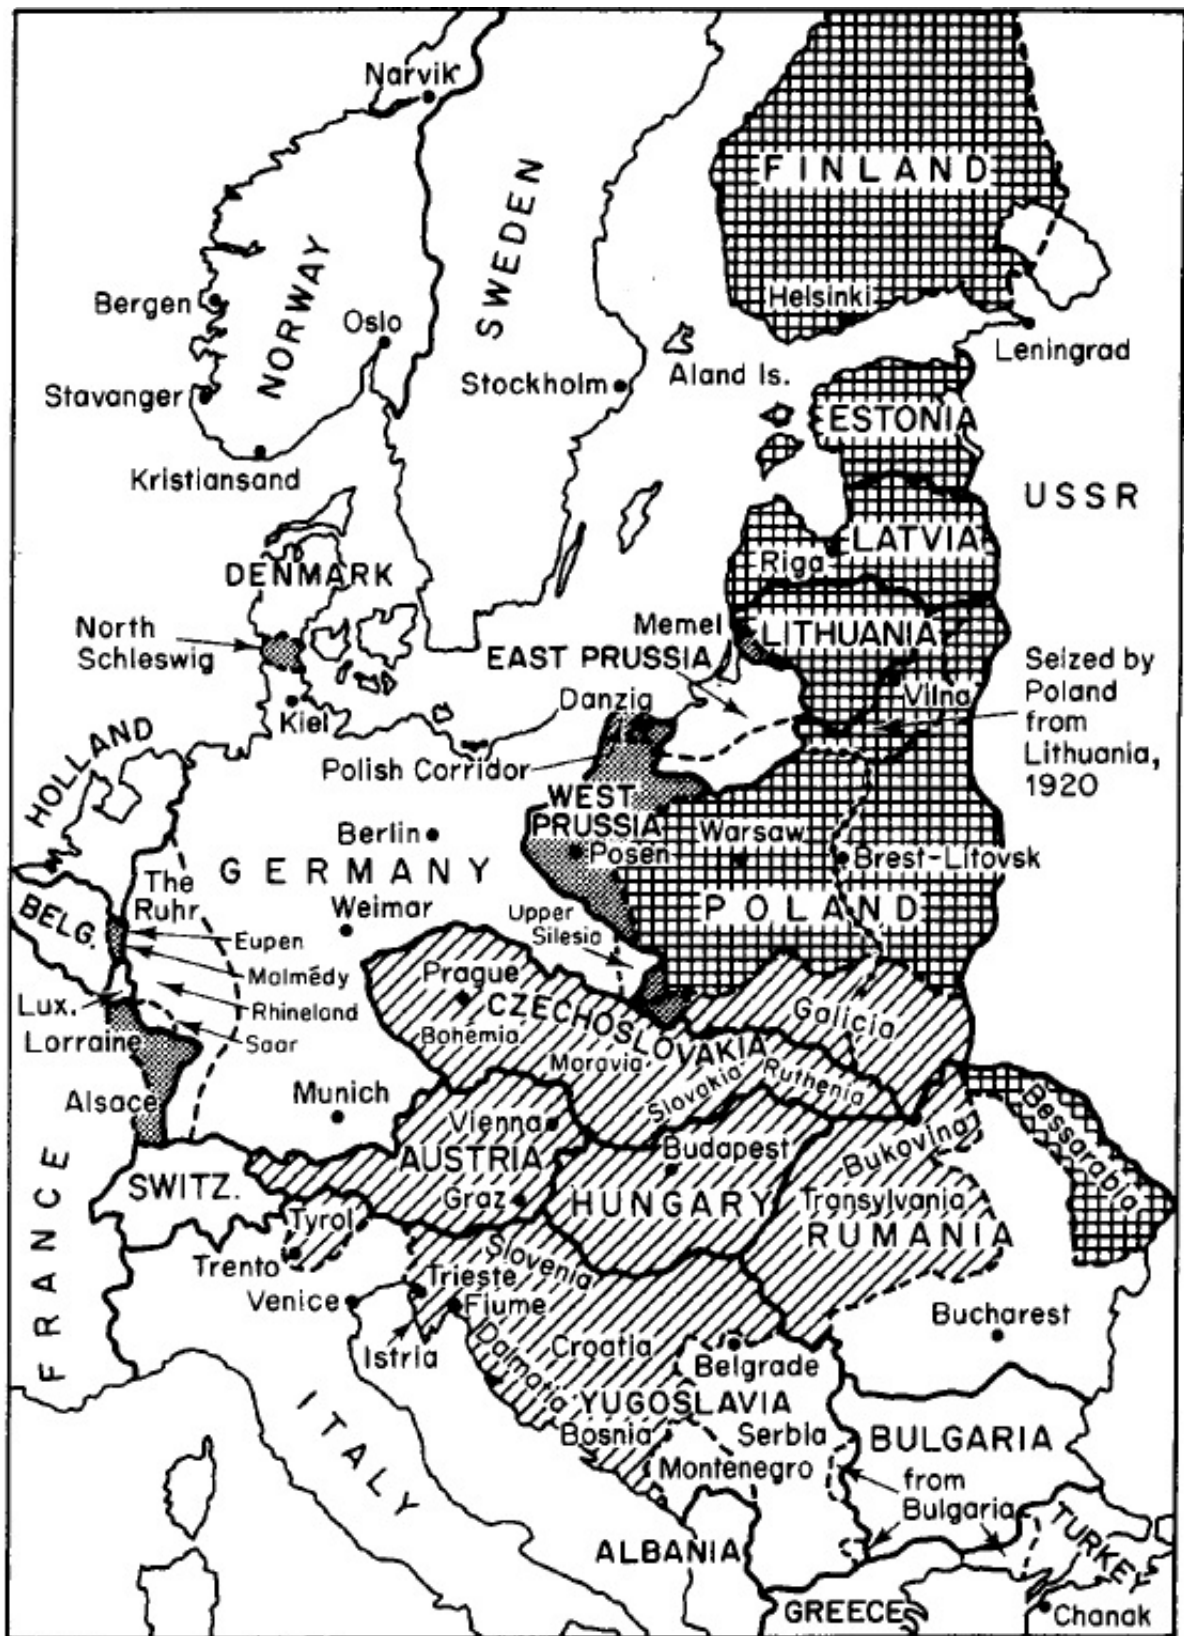 Narvik
FINLAND
SWEDEN
NORWAY
Bergen
Oslo
Helsinki
Leningrad
Stavanger
Stockholm
Aland Is.
ESTONIA
Kristiansand
USSR
LATVIA
Riga
DENMARK
North
Schleswig
Memel
LITHUANIA
EAST PRUSSIA
Seized by
Poland
from
Lithuania,
1920
Vilna
Danzig
Kiel
HOLLAND
Polish Corridor
WEST
PRUSSIA
Berlin
Posen
Warsaw
Brest-Litovsk
GERMANY
The
Ruhr
BELG.
Weimar
POLAND
Upper
Silesia
Eupen
Malmédy
Lux.
Rhineland
Lorraine
Saar
Prague
CZECHOSLOVAKIA
Bohémia
Moravia
Slovakia
Ruthenia
Galicia
Alsace
Munich
Vienna
AUSTRIA
Graz
Budapest
HUNGARY
Bukovina
Bessarabia
Transylvania
RUMANIA
SWITZ.
FRANCE
Tyrol
Trento
Slovenia
Trieste
Venice
Fiume
Istria
Dalmatia
Croatia
Belgrade
Bucharest
YUGOSLAVIA
Bosnia
Serbia
BULGARIA
Montenegro
from
Bulgaria
ITALY
ALBANIA
TURKEY
GREECE
Chanak